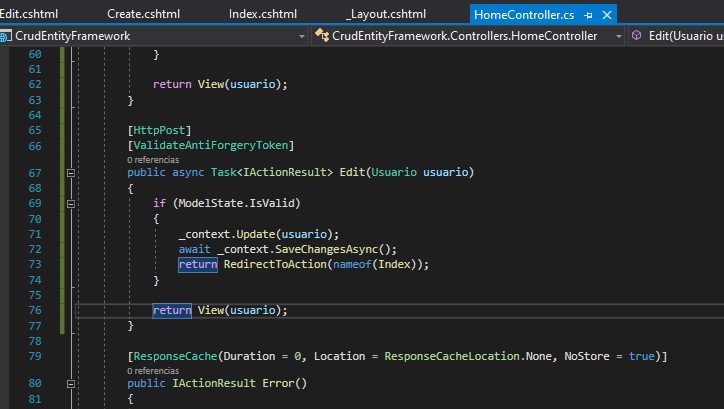 Edit.cshtml Create.cshtml Index.cshtml _Layout.cshtml HomeController.cs
CrudEntityFramework CrudEntityFramework.Controllers.HomeController Edit(Usuario us
60 }
61
62 return View(usuario);
63 }
64
65 [HttpPost]
66 [ValidateAntiForgeryToken]
0 referencias
67 public async Task<IActionResult> Edit(Usuario usuario)
68 {
69 if (ModelState.IsValid)
70 {
71 _context.Update(usuario);
72 await _context.SaveChangesAsync();
73 return RedirectToAction(nameof(Index));
74 }
75
76 return View(usuario);
77 }
78
79 [ResponseCache(Duration = 0, Location = ResponseCacheLocation.None, NoStore = true)]
0 referencias
80 public IActionResult Error()
81 {